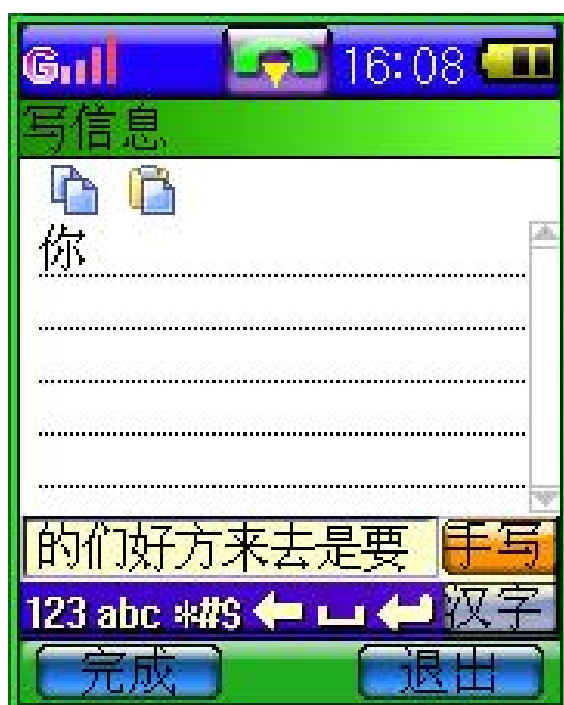 G 16:08
写信息
你
的们好方来去是要 手写
123 abc *#$ 汉字
完成 退出